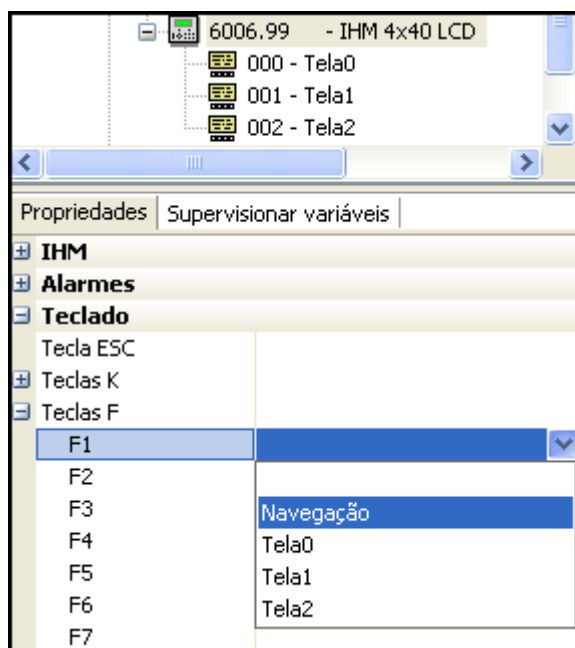 6006.99 - IHM 4x40 LCD
000 - Tela0
001 - Tela1
002 - Tela2
Propriedades Supervisionar variáveis
IHM
Alarmes
Teclado
Tecla ESC
Teclas K
Teclas F
F1
F2
F3 Navegação
F4 Tela0
F5 Tela1
F6 Tela2
F7